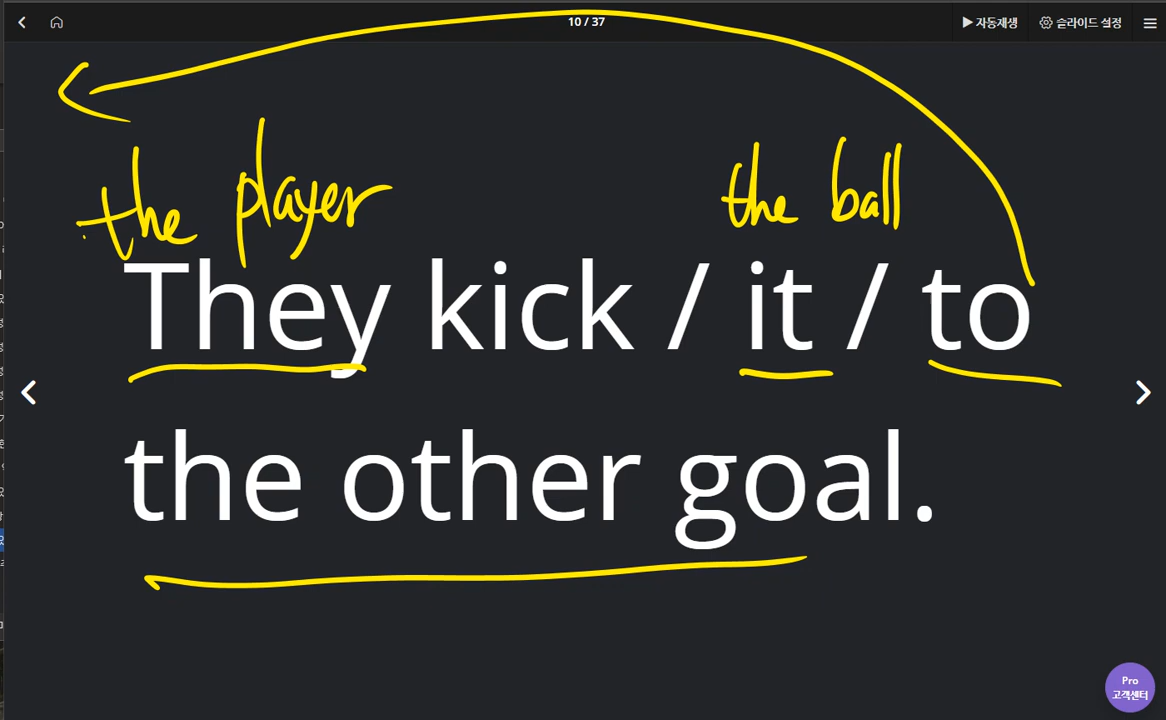 10 / 37
▶자동재생
슬라이드 설정
the player
the ball
They kick / it / to
the other goal.
Pro
고객센터